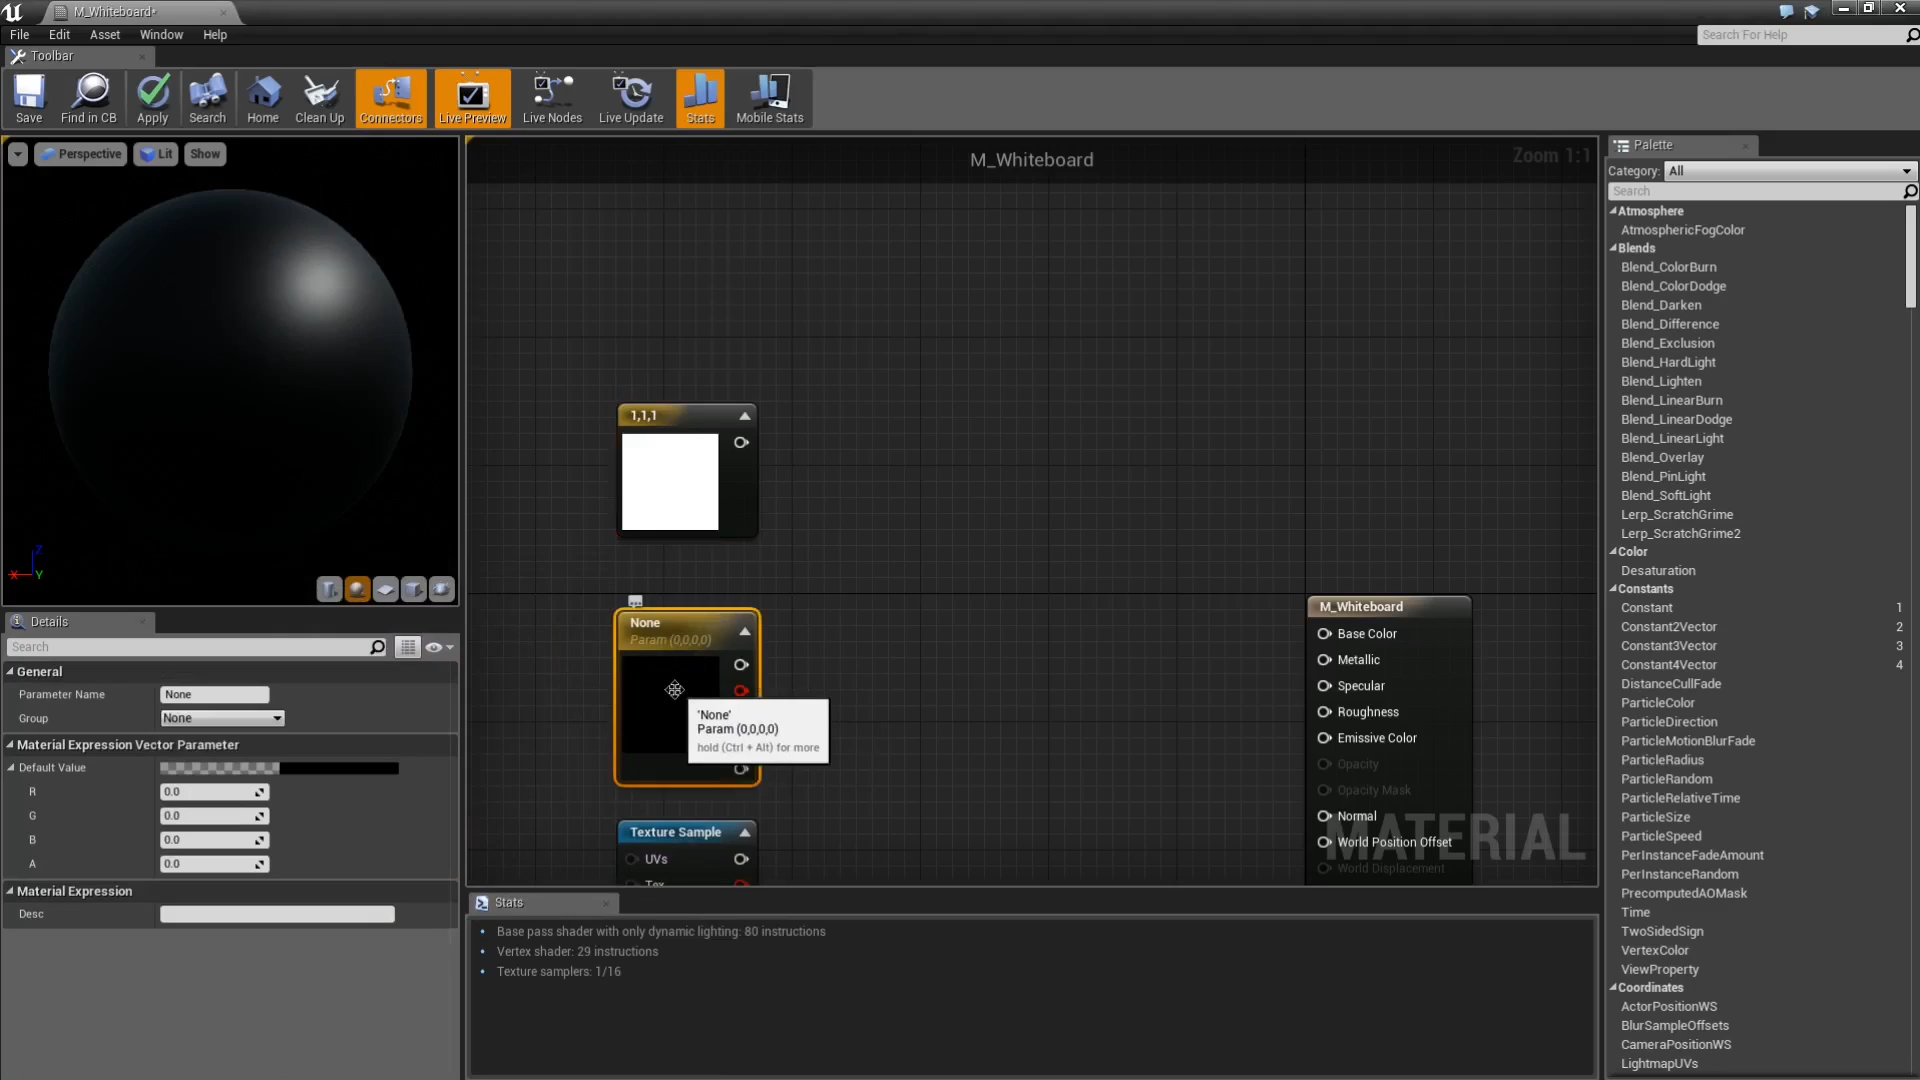 M_Whiteboard*
File Edit Asset Window Help
Search For Help
Toolbar
Save Find in CB Apply Search Home Clean Up Connectors Live Preview Live Nodes Live Update Stats Mobile Stats
Perspective Lit Show
M_Whiteboard
Zoom 1:1
Z
X Y
1,1,1
None
Param (0,0,0,0)
'None'
Param (0,0,0,0)
hold (Ctrl + Alt) for more
Texture Sample
UVs
Tex
M_Whiteboard
Base Color
Metallic
Specular
Roughness
Emissive Color
Opacity
Opacity Mask
Normal
World Position Offset
World Displacement
MATERIAL
Details
Search
General
Parameter Name None
Group None
Material Expression Vector Parameter
Default Value
R 0.0
G 0.0
B 0.0
A 0.0
Material Expression
Desc
Stats
Base pass shader with only dynamic lighting: 80 instructions
Vertex shader: 29 instructions
Texture samplers: 1/16
Palette
Category: All
Search
Atmosphere
AtmosphericFogColor
Blends
Blend_ColorBurn
Blend_ColorDodge
Blend_Darken
Blend_Difference
Blend_Exclusion
Blend_HardLight
Blend_Lighten
Blend_LinearBurn
Blend_LinearDodge
Blend_LinearLight
Blend_Overlay
Blend_PinLight
Blend_SoftLight
Lerp_ScratchGrime
Lerp_ScratchGrime2
Color
Desaturation
Constants
Constant 1
Constant2Vector 2
Constant3Vector 3
Constant4Vector 4
DistanceCullFade
ParticleColor
ParticleDirection
ParticleMotionBlurFade
ParticleRadius
ParticleRandom
ParticleRelativeTime
ParticleSize
ParticleSpeed
PerInstanceFadeAmount
PerInstanceRandom
PrecomputedAOMask
Time
TwoSidedSign
VertexColor
ViewProperty
Coordinates
ActorPositionWS
BlurSampleOffsets
CameraPositionWS
LightmapUVs